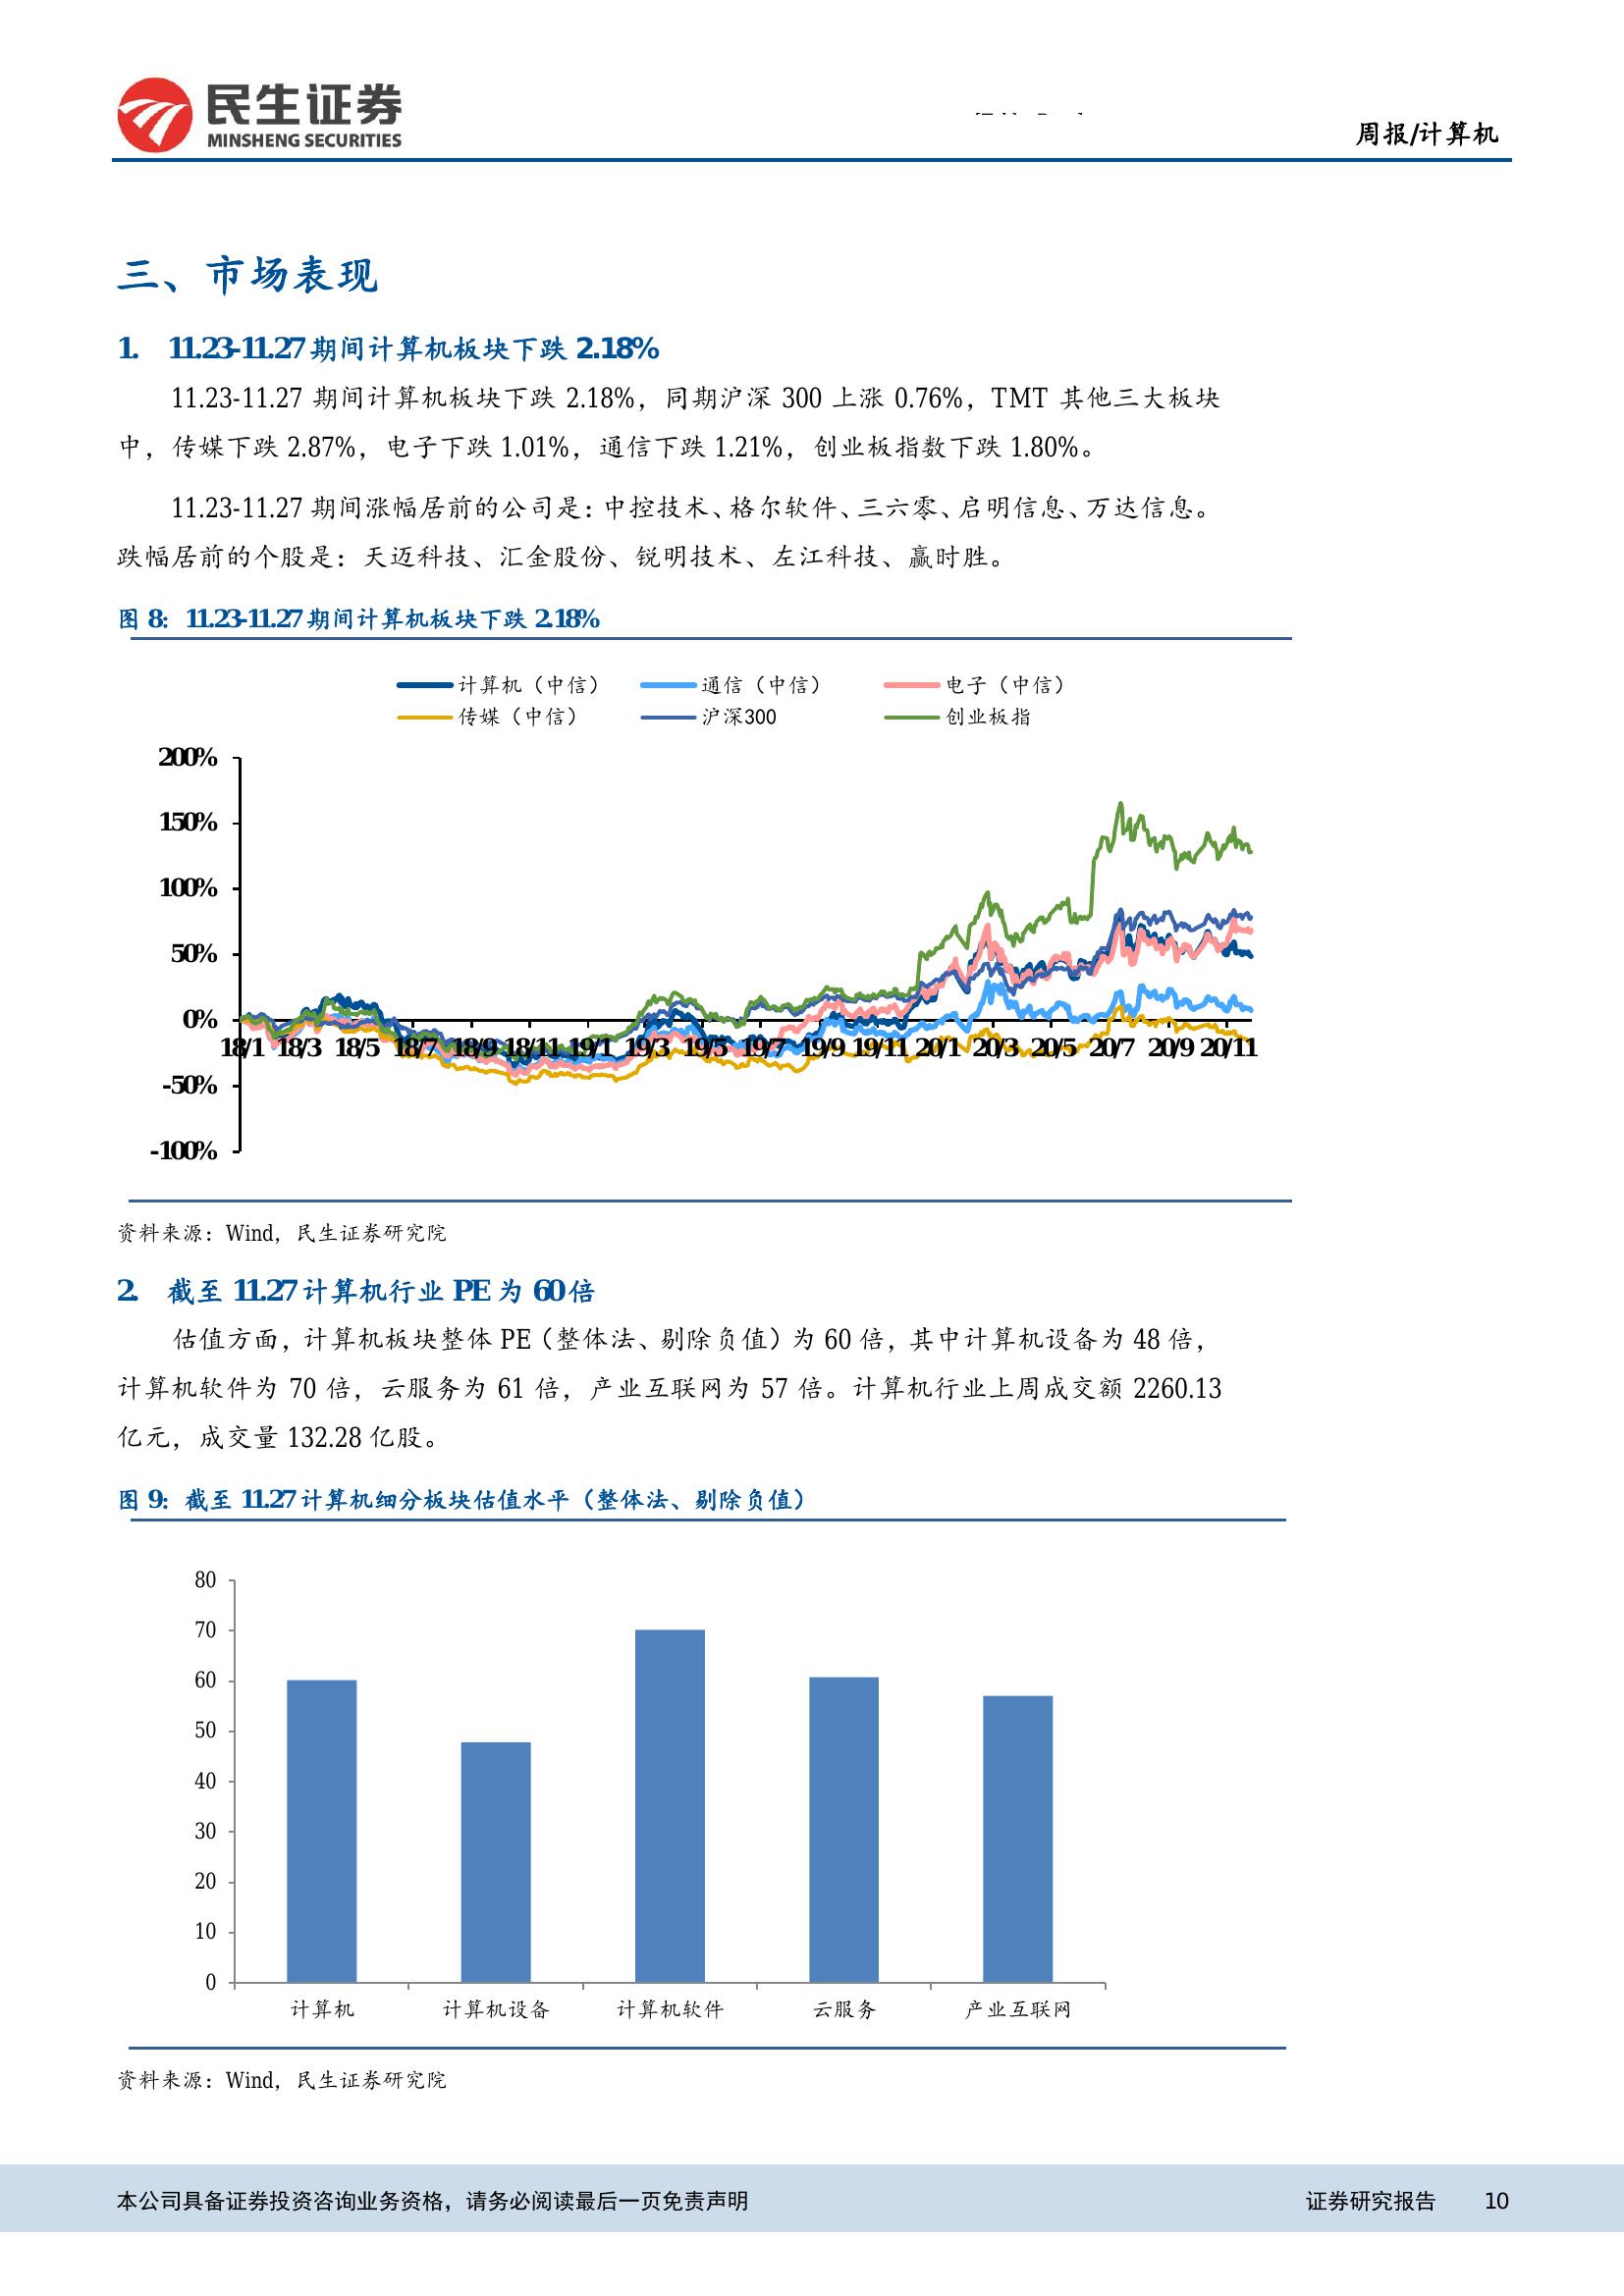 民生证券
MINSHENG SECURITIES
周报/计算机
三、市场表现
1. 11.23-11.27 期间计算机板块下跌 2.18%
11.23-11.27 期间计算机板块下跌 2.18%，同期沪深 300 上涨 0.76%，TMT 其他三大板块
中，传媒下跌 2.87%，电子下跌 1.01%，通信下跌 1.21%，创业板指数下跌 1.80%。
11.23-11.27 期间涨幅居前的公司是：中控技术、格尔软件、三六零、启明信息、万达信息。
跌幅居前的个股是：天迈科技、汇金股份、锐明技术、左江科技、赢时胜。
图 8：11.23-11.27 期间计算机板块下跌 2.18%
计算机（中信） 通信（中信） 电子（中信）
传媒（中信） 沪深300 创业板指
200%
150%
100%
50%
0%
18/1 18/3 18/5 18/7 18/9 18/11 19/1 19/3 19/5 19/7 19/9 19/11 20/1 20/3 20/5 20/7 20/9 20/11
-50%
-100%
资料来源：Wind，民生证券研究院
2. 截至 11.27 计算机行业 PE 为 60 倍
估值方面，计算机板块整体 PE（整体法、剔除负值）为 60 倍，其中计算机设备为 48 倍，
计算机软件为 70 倍，云服务为 61 倍，产业互联网为 57 倍。计算机行业上周成交额 2260.13
亿元，成交量 132.28 亿股。
图 9：截至 11.27 计算机细分板块估值水平（整体法、剔除负值）
80
70
60
50
40
30
20
10
0
计算机 计算机设备 计算机软件 云服务 产业互联网
资料来源：Wind，民生证券研究院
本公司具备证券投资咨询业务资格，请务必阅读最后一页免责声明 证券研究报告 10